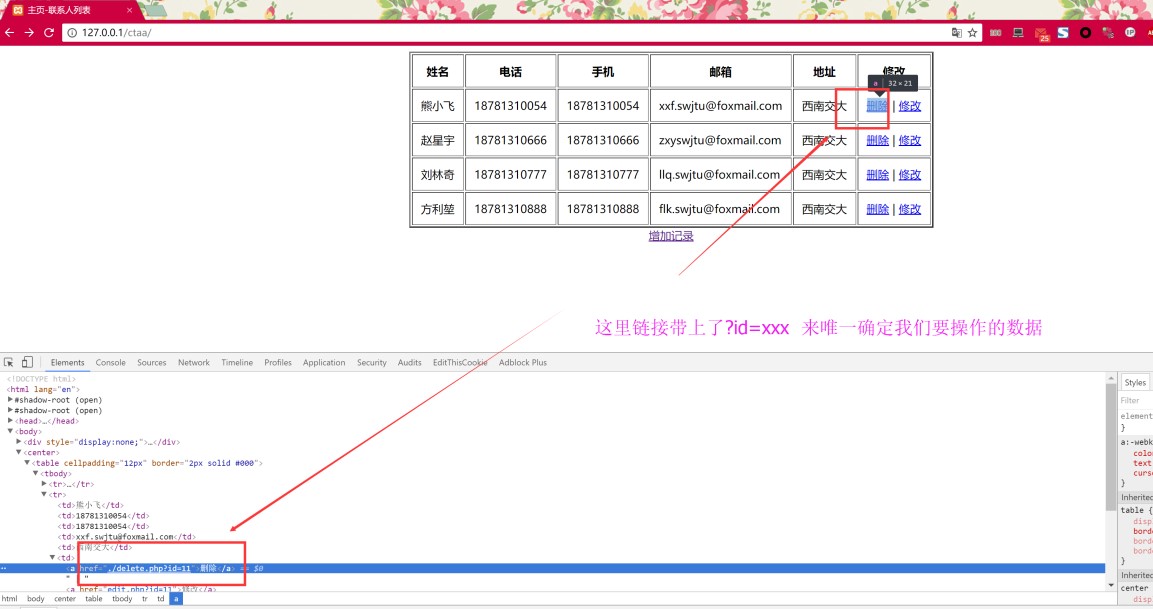 主页-联系人列表
127.0.0.1/ctaa/
25
IP
姓名 电话 手机 邮箱 地址 修改
a 32 × 21
熊小飞 18781310054 18781310054 xxf.swjtu@foxmail.com 西南交大 删除 | 修改
赵星宇 18781310666 18781310666 zxyswjtu@foxmail.com 西南交大 删除 | 修改
刘林奇 18781310777 18781310777 llq.swjtu@foxmail.com 西南交大 删除 | 修改
方利堃 18781310888 18781310888 flk.swjtu@foxmail.com 西南交大 删除 | 修改
增加记录
这里链接带上了?id=xxx 来唯一确定我们要操作的数据
Elements Console Sources Network Timeline Profiles Application Security Audits EditThisCookie Adblock Plus
<!DOCTYPE html>
<html lang="en">
#shadow-root (open)
#shadow-root (open)
<head>…</head>
<body>
<div style="display:none;">…</div>
<center>
<table cellpadding="12px" border="2px solid #000">
<tbody>
<tr>…</tr>
<tr>
<td>熊小飞</td>
<td>18781310054</td>
<td>18781310054</td>
<td>xxf.swjtu@foxmail.com</td>
<td>西南交大</td>
<td>
<a href="./delete.php?id=11">删除</a> == $0
" | "
<a href="edit.php?id=11">修改</a>
html body center table tbody tr td a
Styles
Filter
element
}
a:-webk
colo
text
curs
}
Inherited
table {
disp
bord
bord
bord
}
Inherited
center
disp